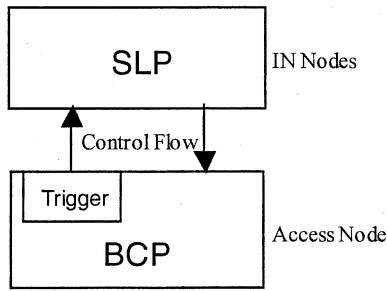 SLP
IN Nodes
Control Flow
Trigger
BCP
Access Node